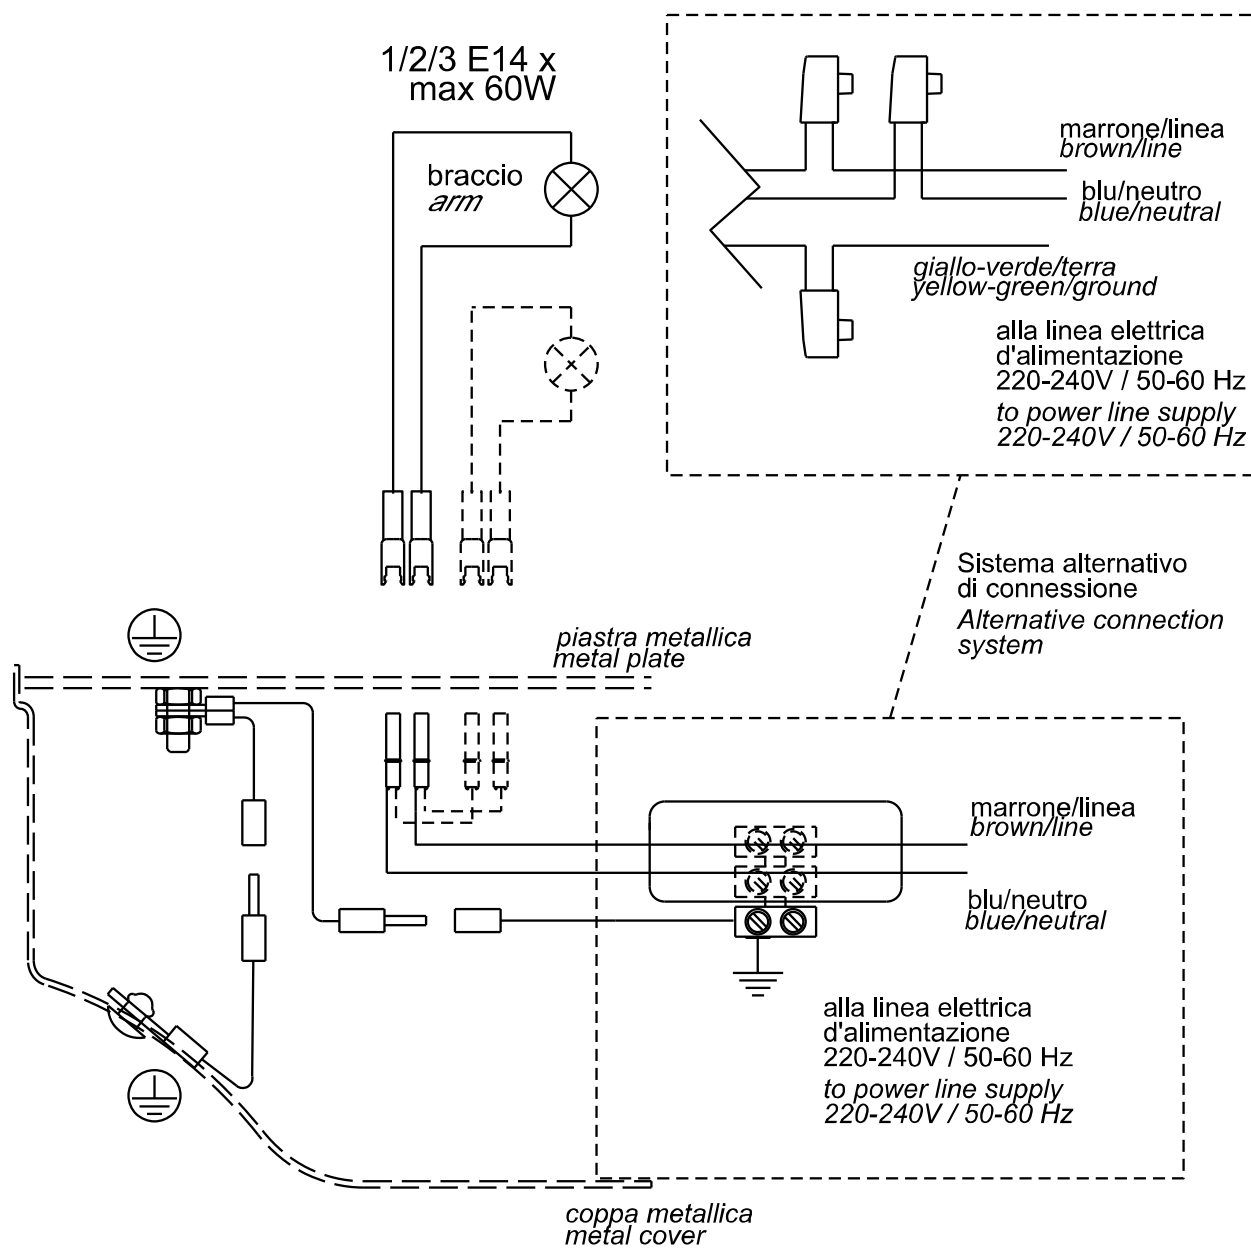 1/2/3 E14 x
max 60W
braccio
arm
marrone/linea
brown/line
blu/neutro
blue/neutral
giallo-verde/terra
yellow-green/ground
alla linea elettrica
d'alimentazione
220-240V / 50-60 Hz
to power line supply
220-240V / 50-60 Hz
Sistema alternativo
di connessione
Alternative connection
system
piastra metallica
metal plate
marrone/linea
brown/line
blu/neutro
blue/neutral
alla linea elettrica
d'alimentazione
220-240V / 50-60 Hz
to power line supply
220-240V / 50-60 Hz
coppa metallica
metal cover